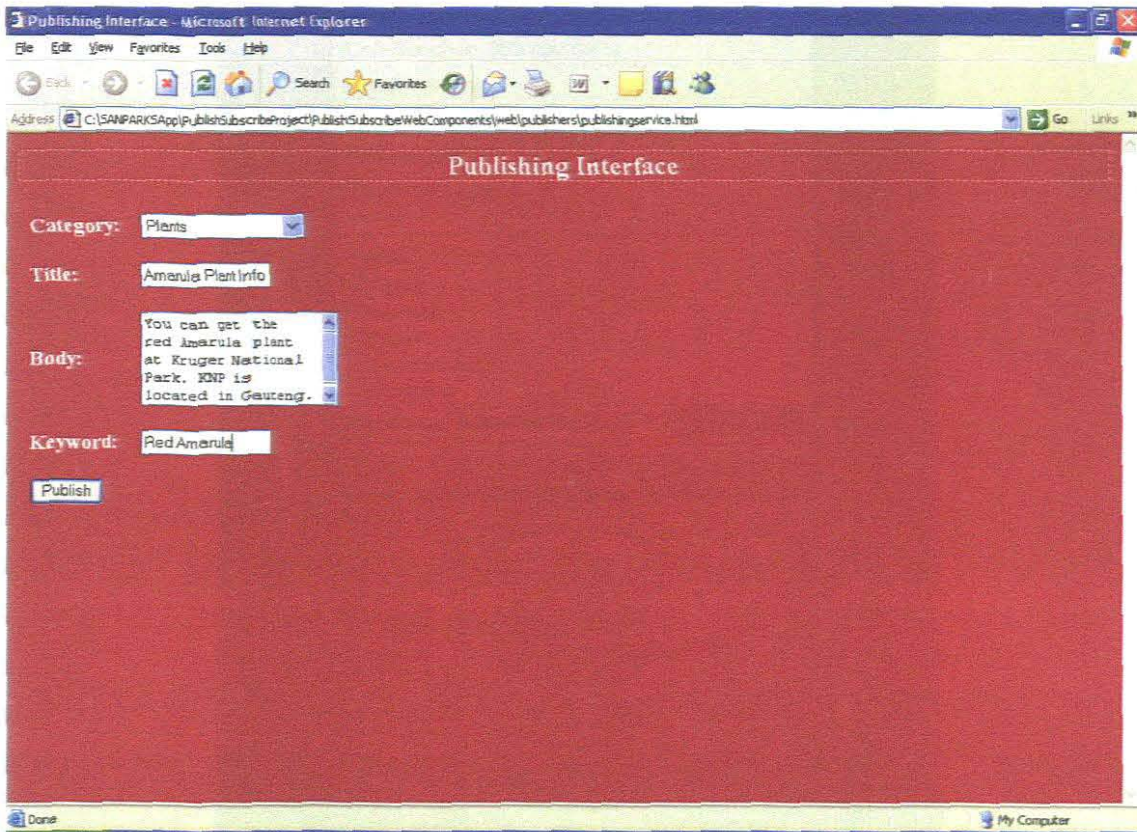 Publishing Interface - Microsoft Internet Explorer
File Edit View Favorites Tools Help
Back Search Favorites
Address C:\SANPARKSApp\PublishSubscribeProject\PublishSubscribeWebComponents\web\publishers\publishingservice.html Go Links
Publishing Interface
Category: Plants
Title: Amarula Plant Info
Body: You can get the
red Amarula plant
at Kruger National
Park. KNP is
located in Gauteng.
Keyword: Red Amarula
Publish
Done My Computer